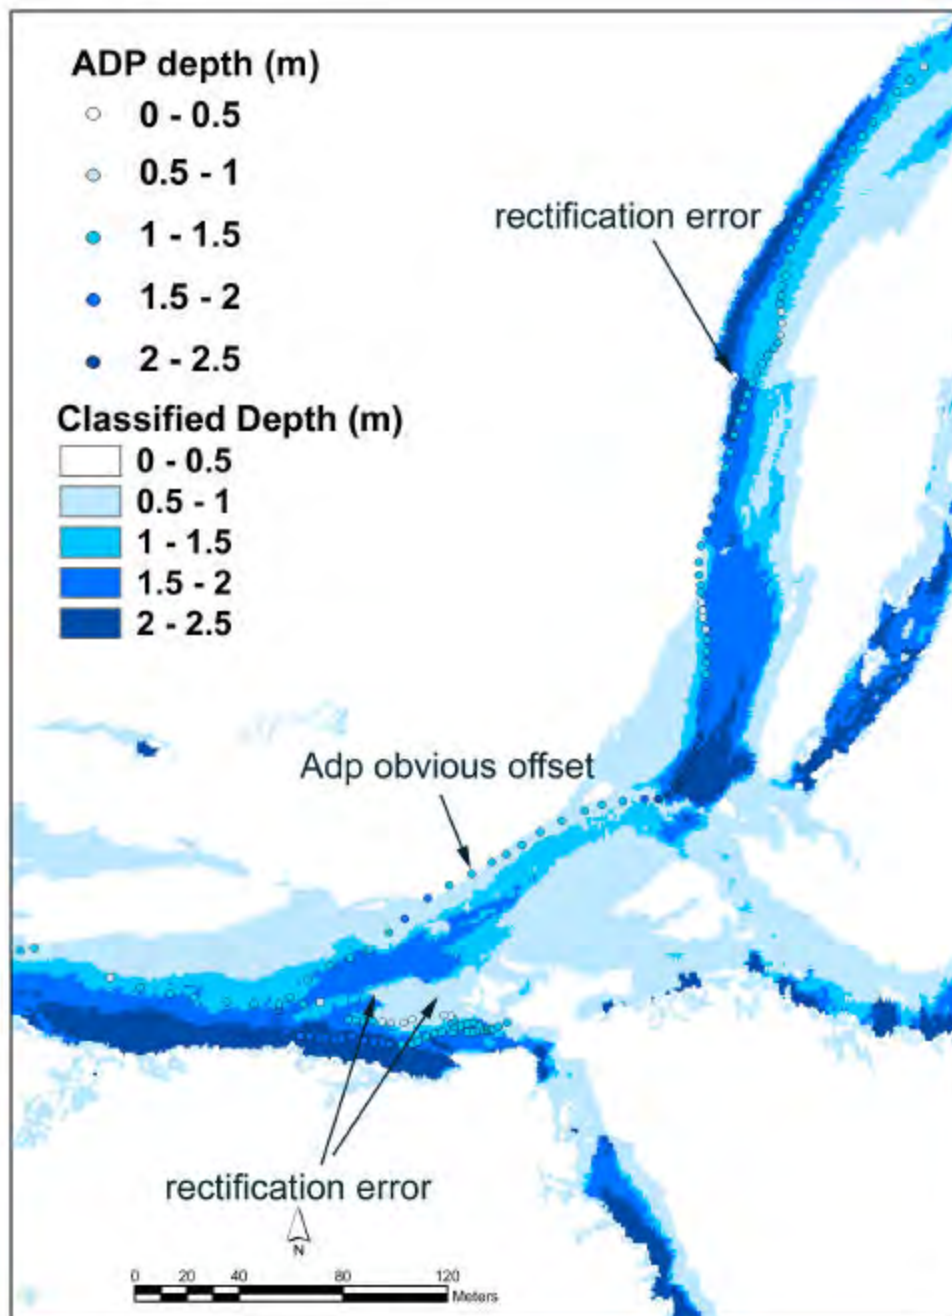 ADP depth (m)
0 - 0.5
0.5 - 1
1 - 1.5
1.5 - 2
2 - 2.5
Classified Depth (m)
0 - 0.5
0.5 - 1
1 - 1.5
1.5 - 2
2 - 2.5
rectification error
Adp obvious offset
rectification error
N
0 20 40 80 120
Meters